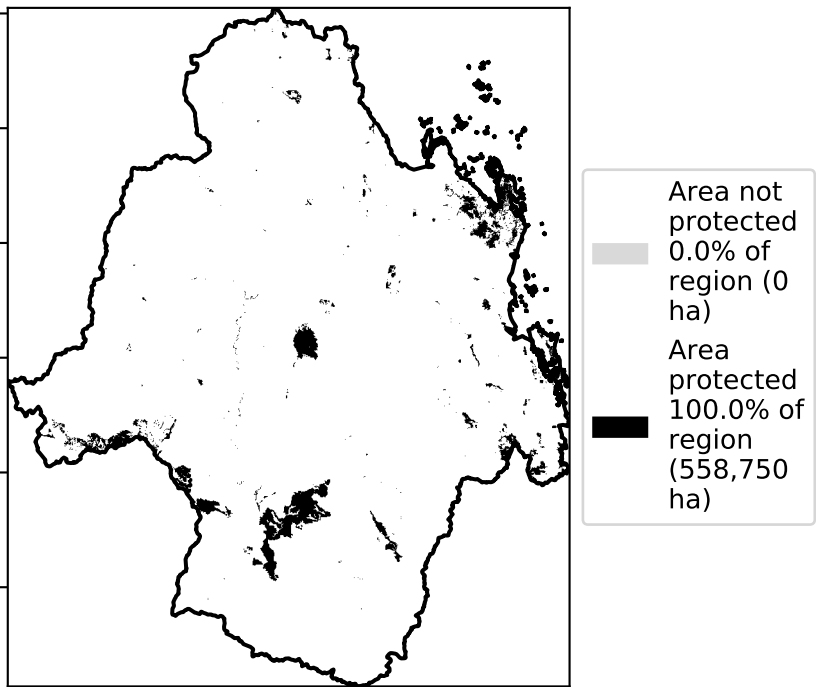 Area not
protected
0.0% of
region (0
ha)
Area
protected
100.0% of
region
(558,750
ha)